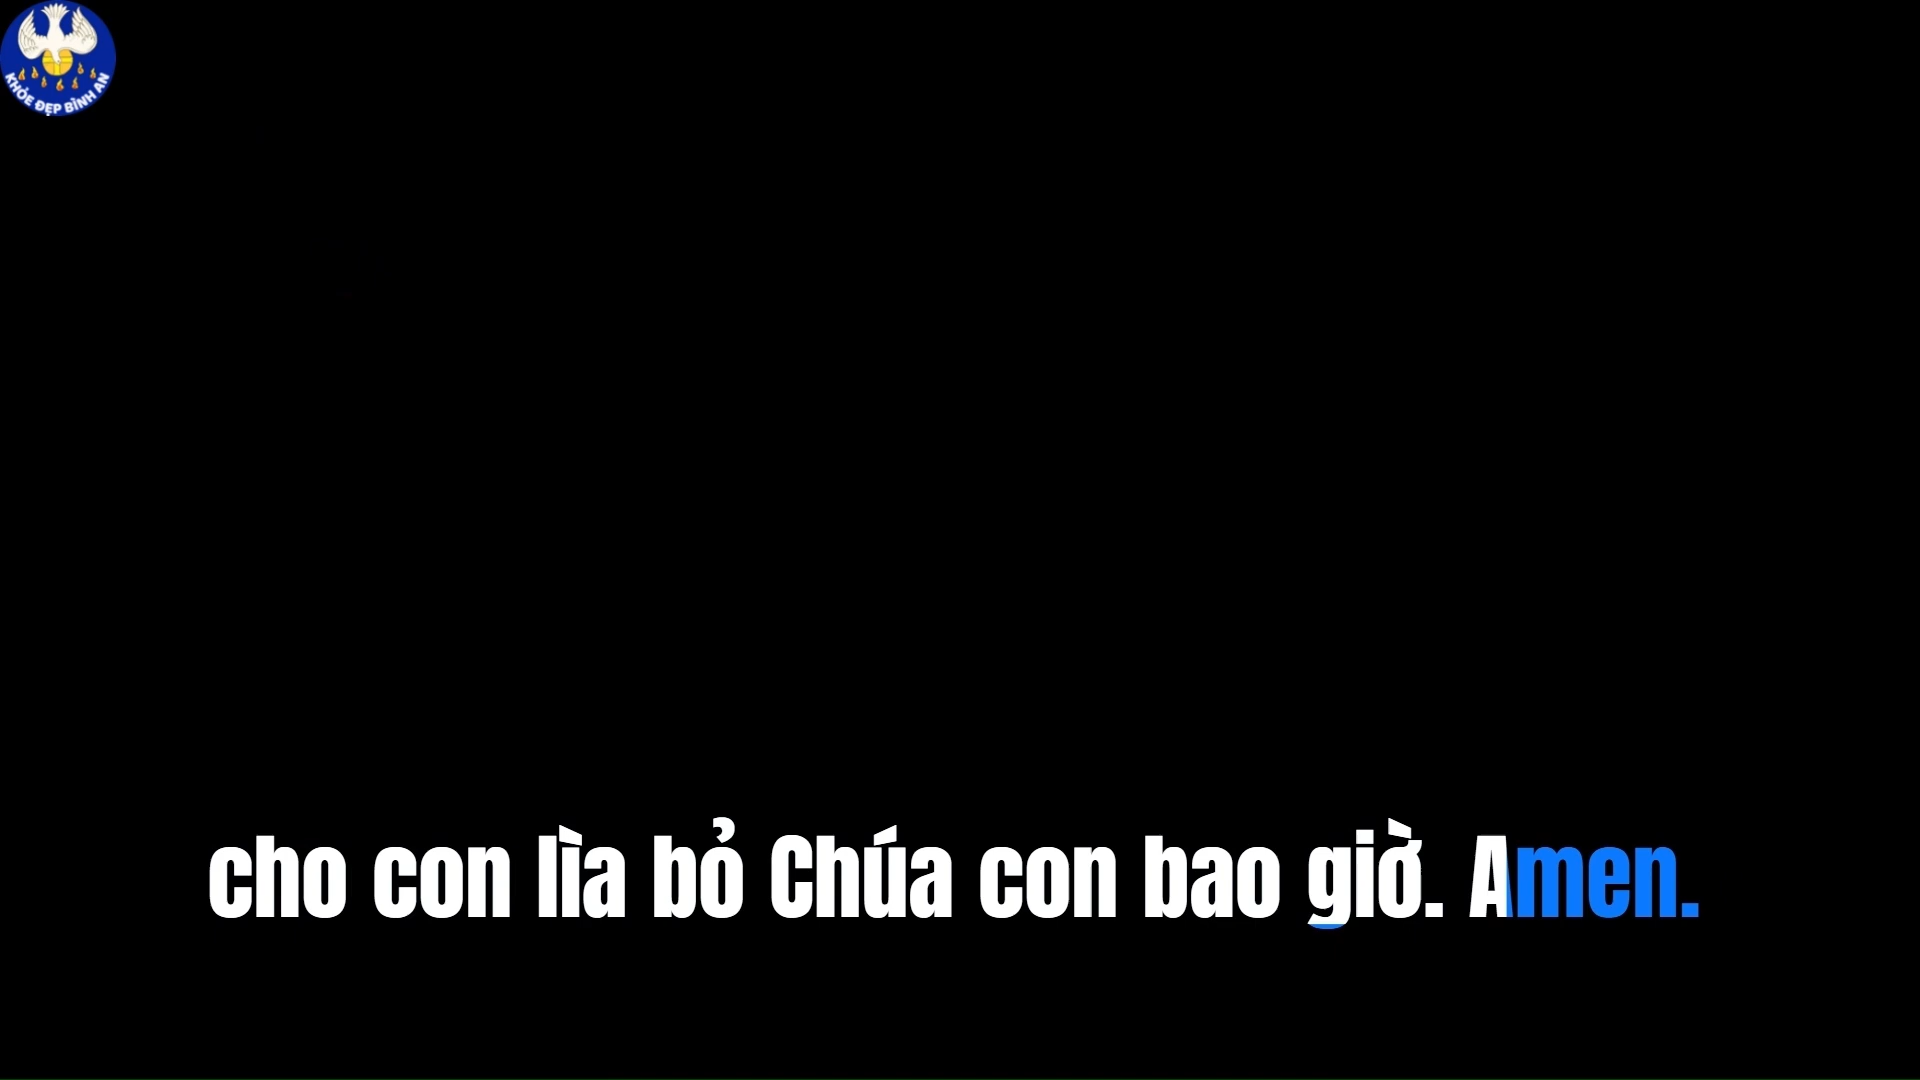 KHỎE ĐẸP BÌNH AN
cho con lìa bỏ Chúa con bao giờ. Amen.